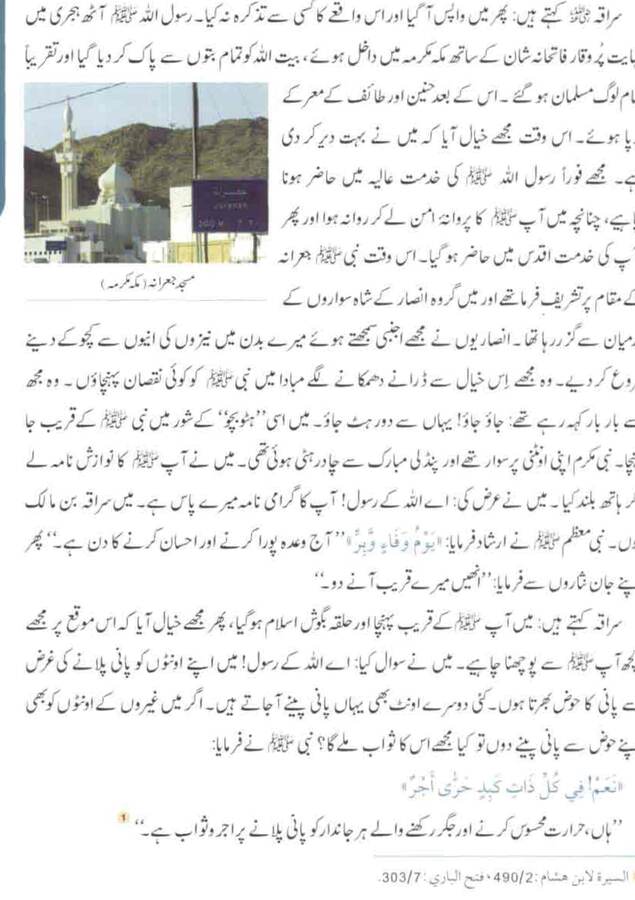 سراقہ رضی اللہ عنہ کہتے ہیں: پھر میں واپس آ گیا اور اس واقعے کا کسی سے تذکرہ نہ کیا۔ رسول اللہ ﷺ آٹھ ہجری میں
نہایت پُر وقار فاتحانہ شان کے ساتھ مکہ مکرمہ میں داخل ہوئے، بیت اللہ کو تمام بتوں سے پاک کر دیا گیا اور تقریباً
لوگ مسلمان ہو گئے ۔ اس کے بعد حنین اور طائف کے معرکے
ہوئے ۔ اس وقت مجھے خیال آیا کہ میں نے بہت دیر کر دی
مجھے فوراً رسول اللہ ﷺ کی خدمت عالیہ میں حاضر ہونا
چنانچہ میں آپ ﷺ کا پروانۂ امن لے کر روانہ ہوا اور پھر
آپ کی خدمت اقدس میں حاضر ہو گیا۔ اس وقت نبی ﷺ جعرانہ
کے مقام پر تشریف فرما تھے اور میں گروہ انصار کے شاہ سواروں کے
جعرانة
JURANAH
مسجد جعرانہ (مکہ مکرمہ)
سے گزر رہا تھا ۔ انصاریوں نے مجھے اجنبی سمجھتے ہوئے میرے بدن میں نیزوں کی انیوں سے کچوکے دینے
کر دیے۔ وہ مجھے اِس خیال سے ڈرانے دھمکانے لگے مبادا میں نبی ﷺ کو کوئی نقصان پہنچاؤں ۔ وہ مجھ
سے بار بار کہہ رہے تھے: جاؤ جاؤ! یہاں سے دور ہٹ جاؤ۔ میں اسی ”ہٹو بچو“ کے شور میں نبی ﷺ کے قریب جا
پہنچا۔ نبی مکرم اپنی اونٹنی پر سوار تھے اور پنڈلی مبارک سے چادر ہٹی ہوئی تھی۔ میں نے آپ ﷺ کا نوازش نامہ لے
کر ہاتھ بلند کیا۔ میں نے عرض کی: اے اللہ کے رسول! آپ کا گرامی نامہ میرے پاس ہے۔ میں سراقہ بن مالک
ہوں۔ نبی معظم ﷺ نے ارشاد فرمایا: «يَوْمُ وَفَاءٍ وَّبِرٍّ» ”آج وعدہ پورا کرنے اور احسان کرنے کا دن ہے۔“ پھر
اپنے جان نثاروں سے فرمایا: ”انھیں میرے قریب آنے دو۔“
سراقہ کہتے ہیں: میں آپ ﷺ کے قریب پہنچا اور حلقہ بگوش اسلام ہوگیا، پھر مجھے خیال آیا کہ اس موقع پر مجھے
کچھ آپ ﷺ سے پوچھنا چاہیے۔ میں نے سوال کیا: اے اللہ کے رسول! میں اپنے اونٹوں کو پانی پلانے کی غرض
سے پانی کا حوض بھرتا ہوں۔ کئی دوسرے اونٹ بھی یہاں پانی پینے آجاتے ہیں۔ اگر میں غیروں کے اونٹوں کو بھی
اپنے حوض سے پانی پینے دوں تو کیا مجھے اس کا ثواب ملے گا؟ نبی ﷺ نے فرمایا:
«نَعَمْ! فِي كُلِّ ذَاتِ كَبِدٍ حَرّٰى أَجْرٌ»
”ہاں، حرارت محسوس کرنے اور جگر رکھنے والے ہر جاندار کو پانی پلانے پر اجر و ثواب ہے۔“ 1
السيرة لابن هشام: 490/2، فتح الباري: 303/7.